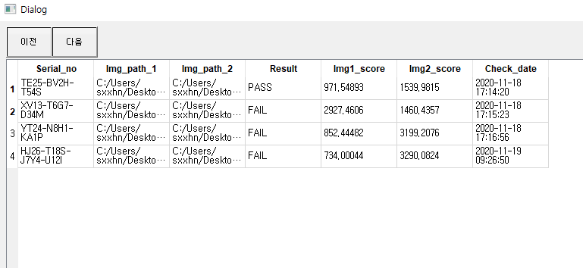 Dialog
이전 다음
Serial_no Img_path_1 Img_path_2 Result Img1_score Img2_score Check_date
1 TE25-BV2H- C:/Users/ C:/Users/ PASS 971,54893 1539,9815 2020-11-18
T54S sxxhn/Deskto··· sxxhn/Deskto··· 17:14:20
2 XV13-T6G7- C:/Users/ C:/Users/ FAIL 2927,4606 1460,4357 2020-11-18
D34M sxxhn/Deskto··· sxxhn/Deskto··· 17:15:23
3 YT24-N8H1- C:/Users/ C:/Users/ FAIL 852,44482 3199,2076 2020-11-18
KA1P sxxhn/Deskto··· sxxhn/Deskto··· 17:16:56
4 HJ26-T18S- C:/Users/ C:/Users/ FAIL 734,00044 3290,0824 2020-11-19
J7Y4-U12I sxxhn/Deskto··· sxxhn/Deskto··· 09:26:50